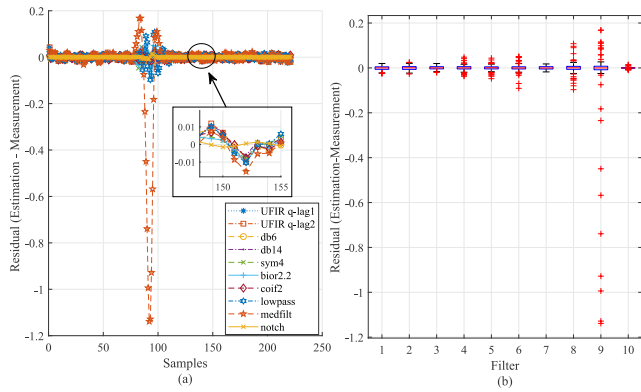 0.2
0
-0.2
-0.4
-0.6
-0.8
-1
-1.2
Residual (Estimation - Measurement)
0.01
0
-0.01
150
155
UFIR q-lag1
UFIR q-lag2
db6
db14
sym4
bior2.2
coif2
lowpass
medfilt
notch
0
50
100
150
200
250
Samples
(a)
0.2
0
-0.2
-0.4
-0.6
-0.8
-1
-1.2
Residual (Estimation-Measurement)
1 2 3 4 5 6 7 8 9 10
Filter
(b)